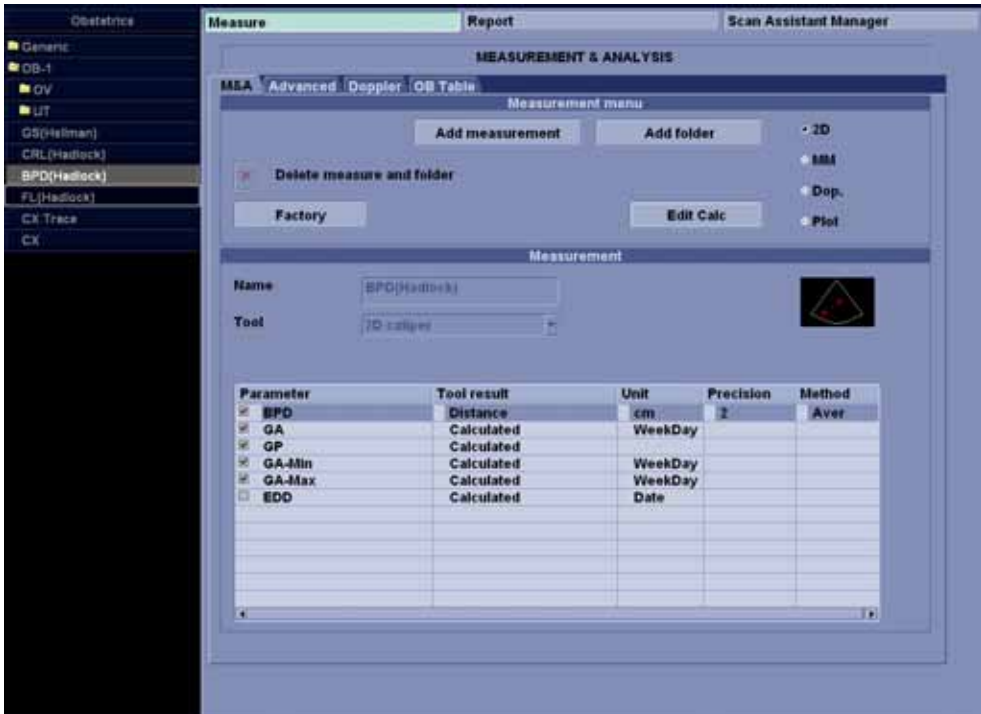 Obstetrics
Measure
Report
Scan Assistant Manager
Generic
OB-1
OV
UT
GS(Hellman)
CRL(Hadlock)
BPD(Hadlock)
FL(Hadlock)
CX Trace
CX
MEASUREMENT & ANALYSIS
M&A Advanced Doppler OB Table
Measurement menu
Add measurement
Add folder
2D
MM
Dop.
Plot
Delete measure and folder
Factory
Edit Calc
Measurement
Name BPD(Hadlock)
Tool 2D caliper
Parameter Tool result Unit Precision Method
BPD Distance cm 2 Aver
GA Calculated WeekDay
GP Calculated
GA-Min Calculated WeekDay
GA-Max Calculated WeekDay
EDD Calculated Date